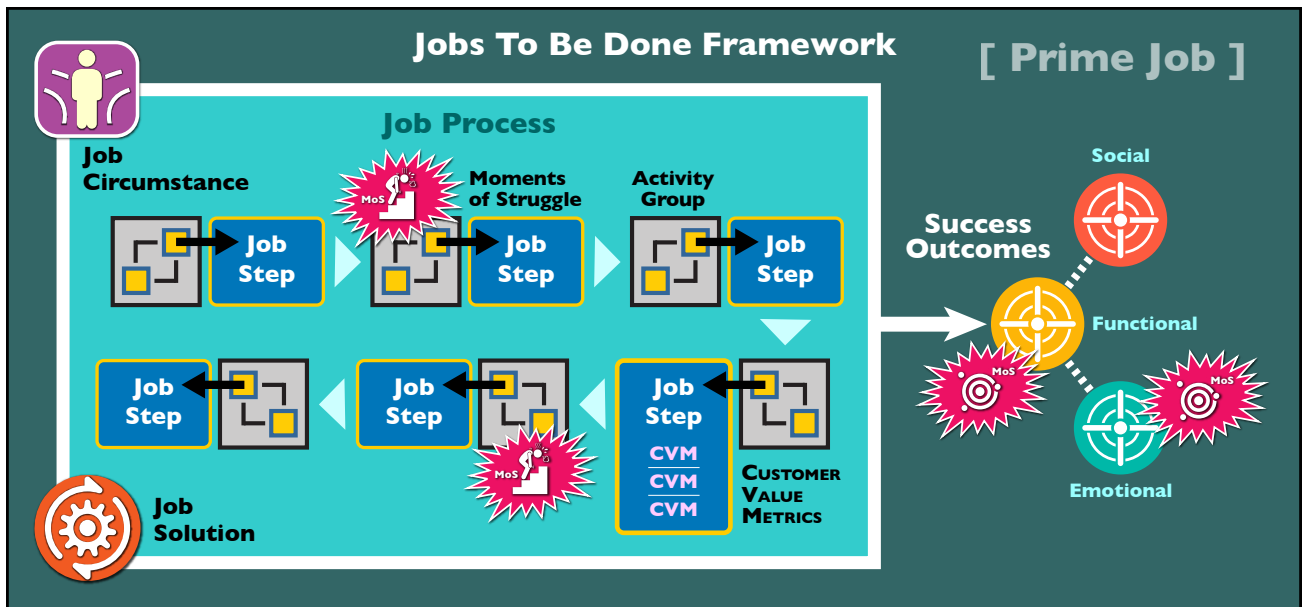 Jobs To Be Done Framework
[ Prime Job ]
Job Process
Job
Circumstance
MoS
Moments
of Struggle
Activity
Group
Job
Step
Job
Step
Job
Step
Job
Step
Job
Step
Job
Step
CVM
CVM
CVM
MoS
Customer
Value
Metrics
Job
Solution
Success
Outcomes
Social
Functional
MoS
MoS
Emotional